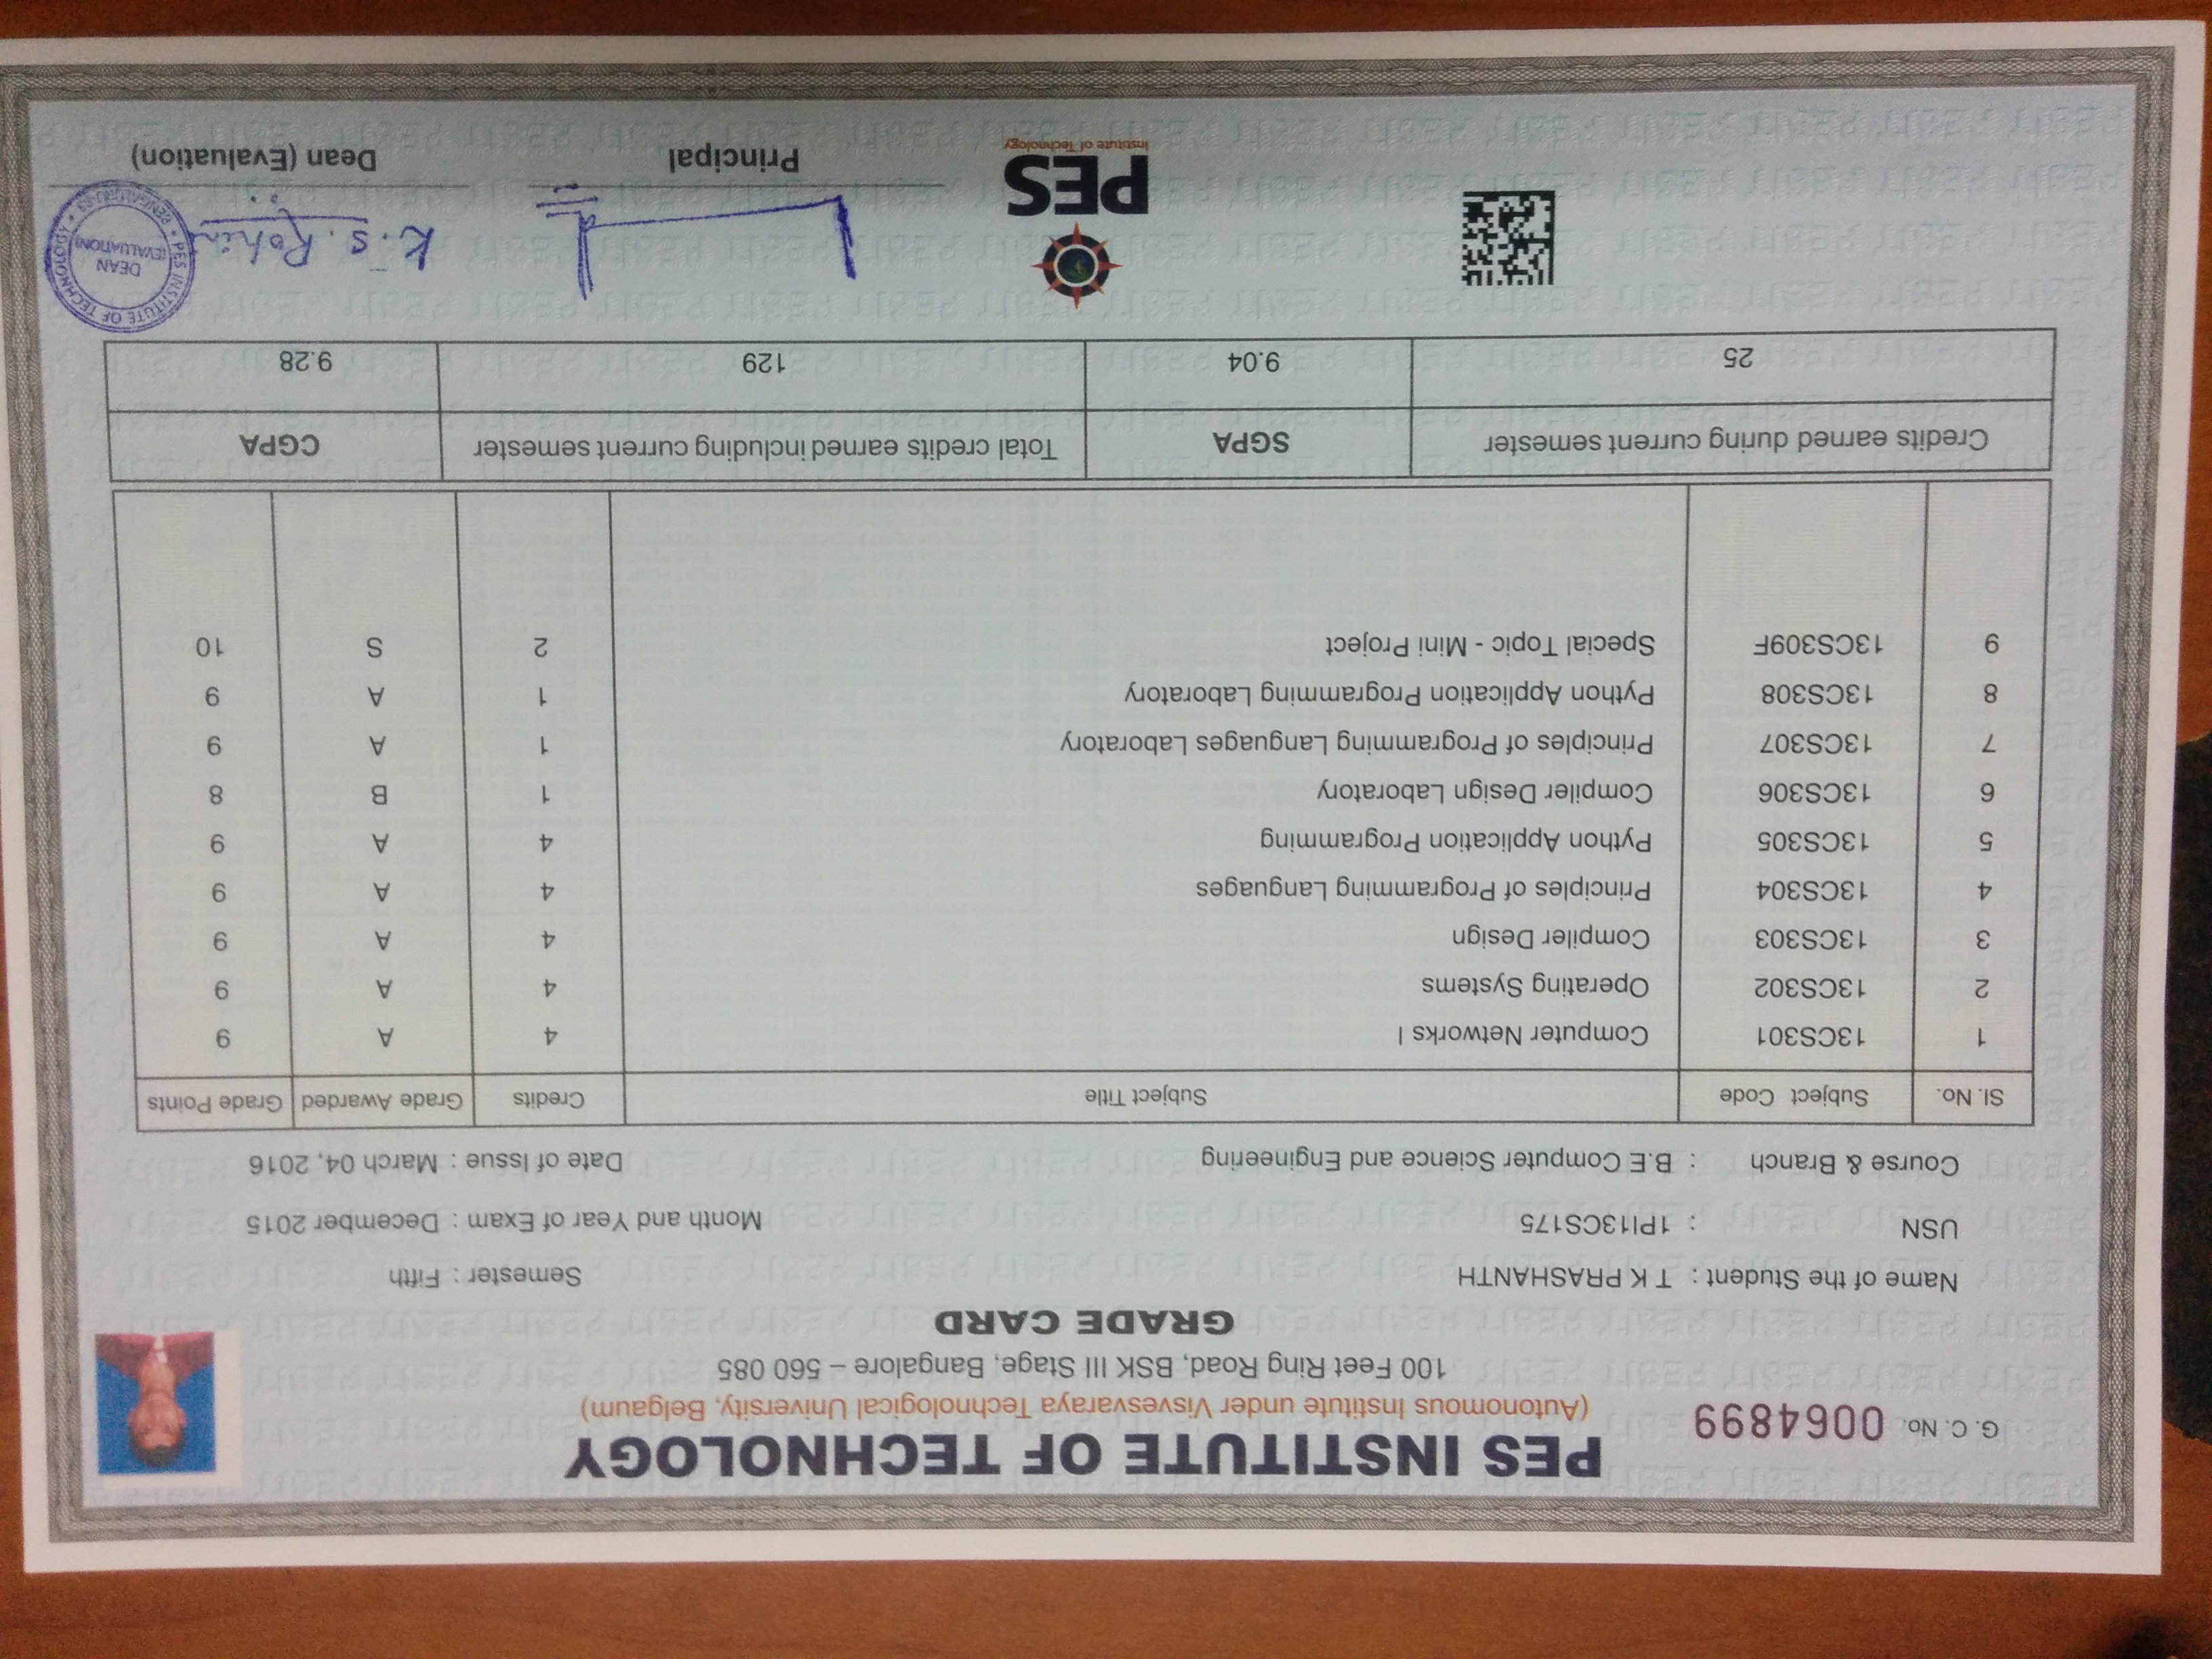 G. C. No. 0064899
PES INSTITUTE OF TECHNOLOGY
(Autonomous Institute under Visvesvaraya Technological University, Belgaum)
100 Feet Ring Road, BSK III Stage, Bangalore – 560 085
GRADE CARD
Name of the Student : T K PRASHANTH Semester : Fifth
USN : 1PI13CS175 Month and Year of Exam : December 2015
Course & Branch : B.E Computer Science and Engineering Date of Issue : March 04, 2016
Sl. No. Subject Code Subject Title Credits Grade Awarded Grade Points
1 13CS301 Computer Networks I 4 A 9
2 13CS302 Operating Systems 4 A 9
3 13CS303 Compiler Design 4 A 9
4 13CS304 Principles of Programming Languages 4 A 9
5 13CS305 Python Application Programming 4 A 9
6 13CS306 Compiler Design Laboratory 1 B 8
7 13CS307 Principles of Programming Languages Laboratory 1 A 9
8 13CS308 Python Application Programming Laboratory 1 A 9
9 13CS309F Special Topic - Mini Project 2 S 10
Credits earned during current semester SGPA Total credits earned including current semester CGPA
25 9.04 129 9.28
PES
Institute of Technology
K. S. Rohini
PES INSTITUTE OF TECHNOLOGY
DEAN
(EVALUATION)
Principal Dean (Evaluation)